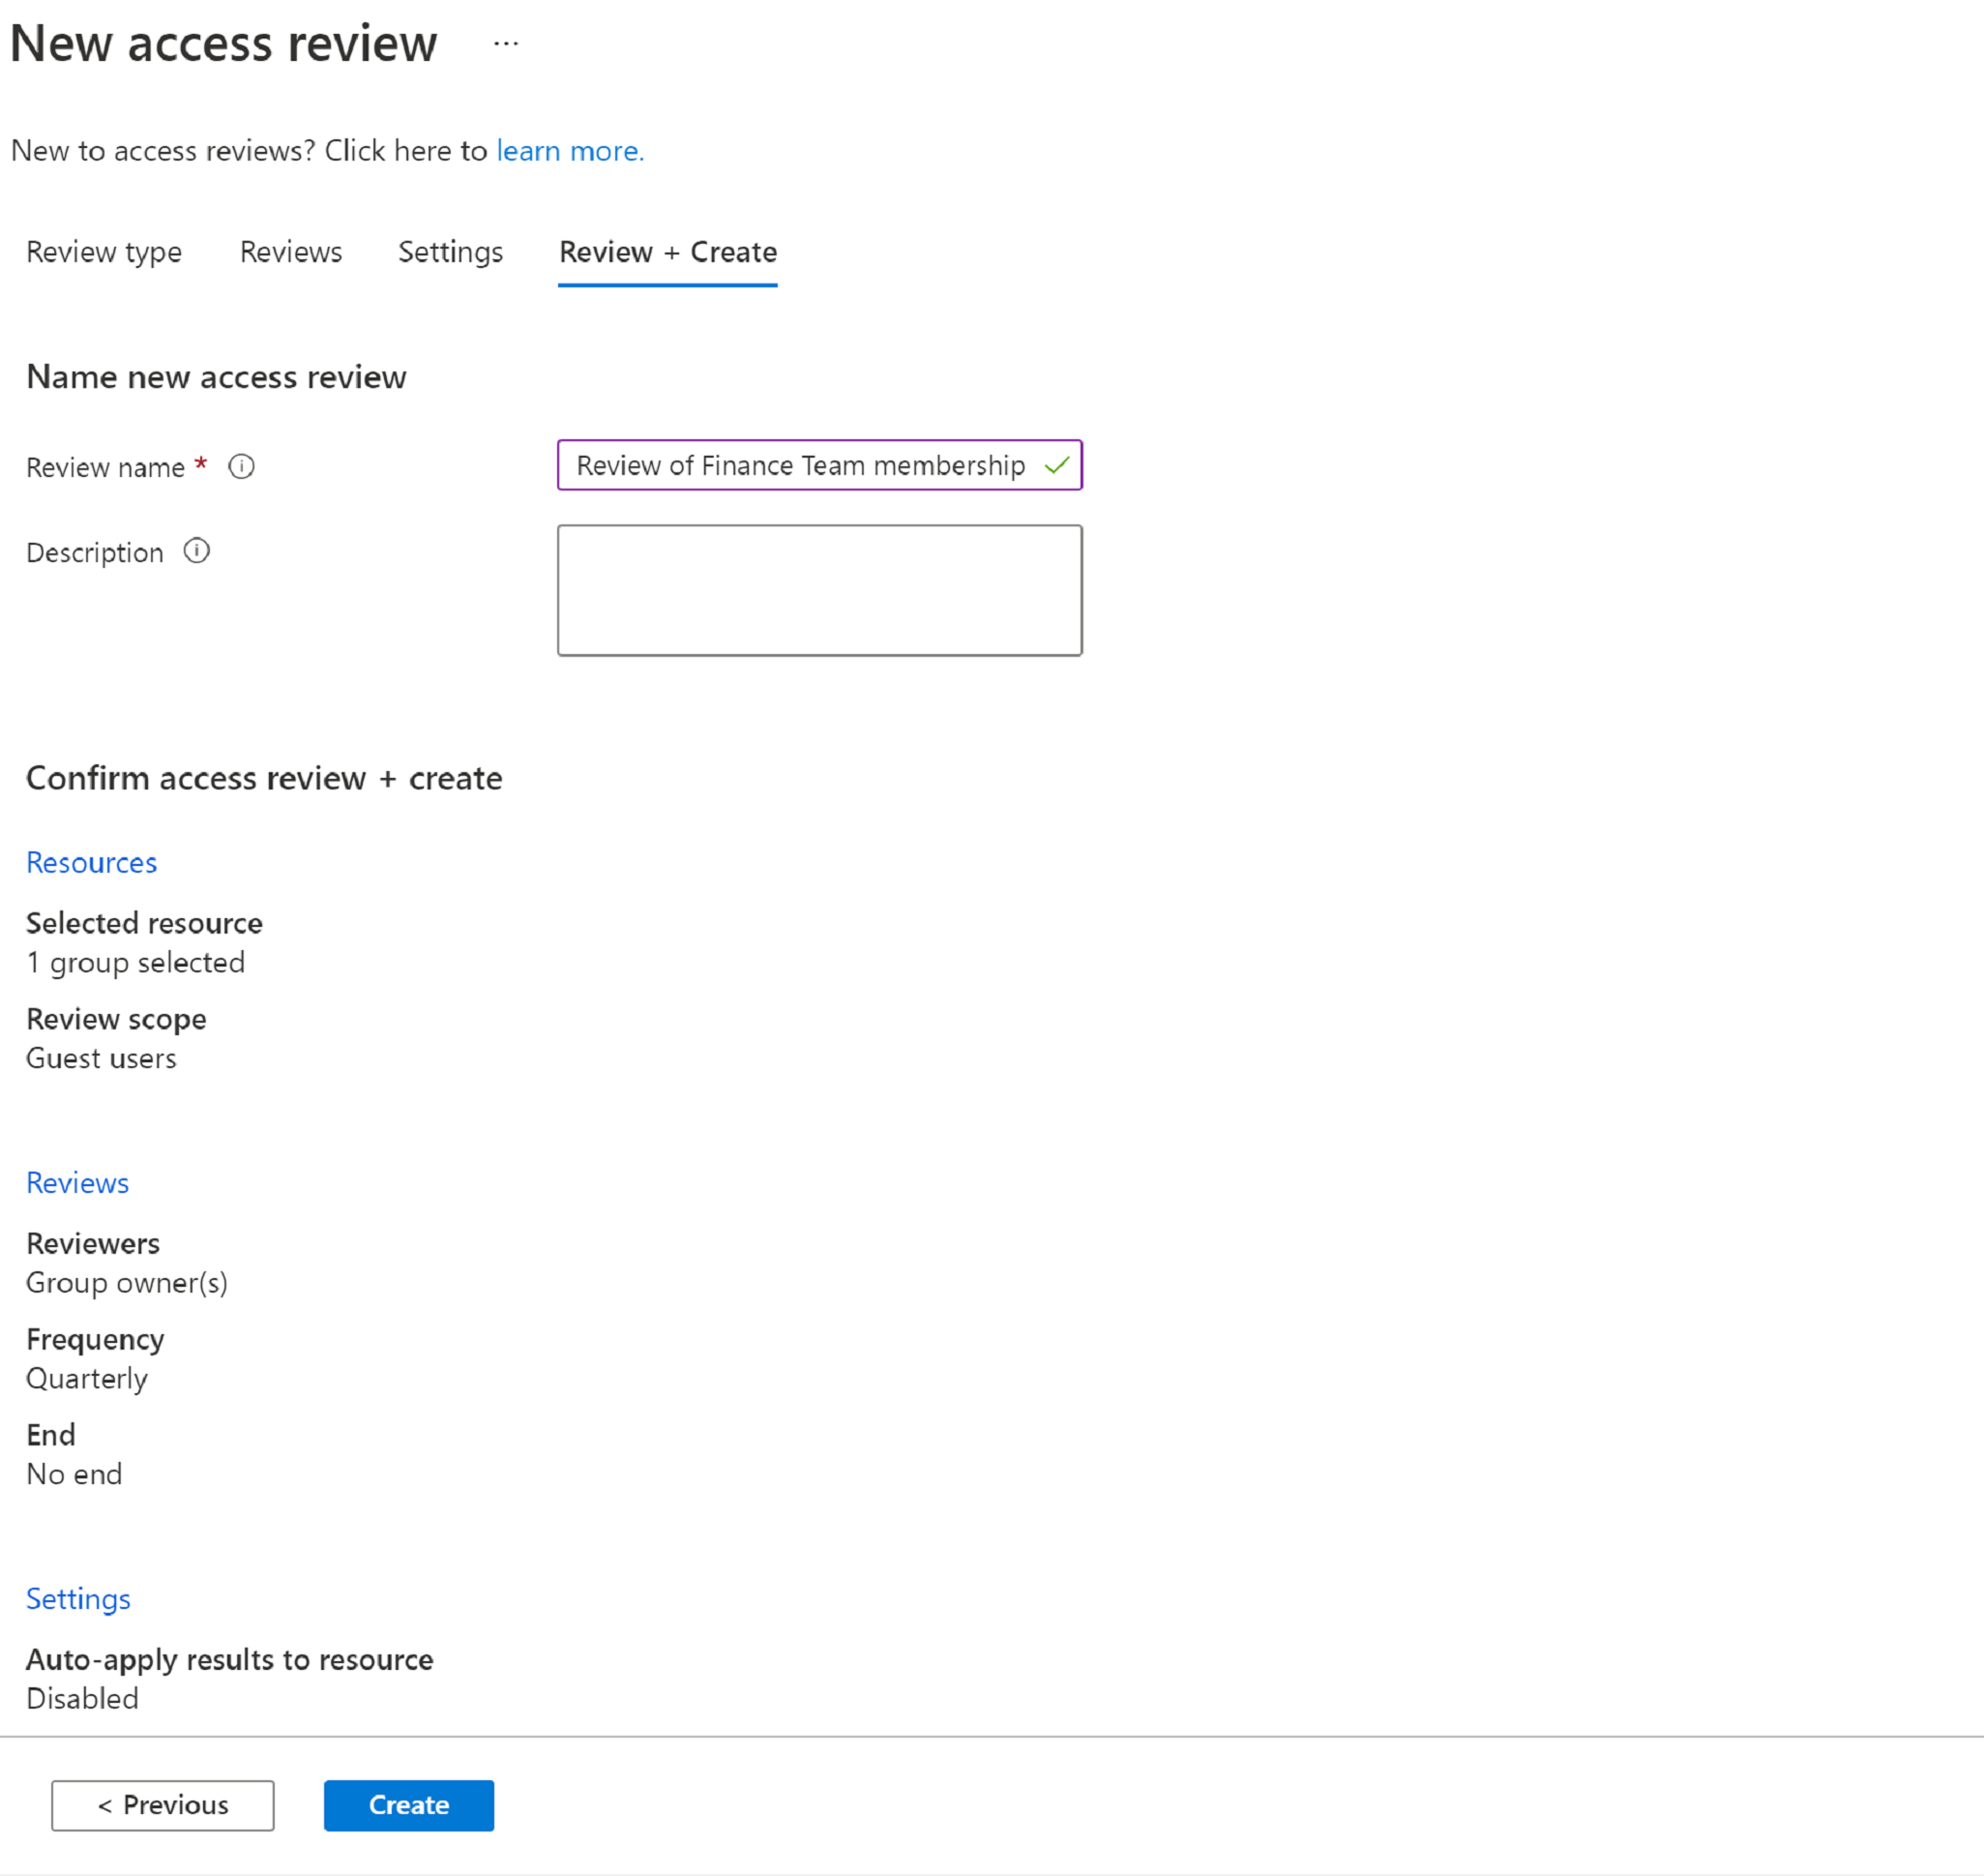 New access review ...
New to access reviews? Click here to learn more.
Review type Reviews Settings Review + Create
Name new access review
Review name * Review of Finance Team membership
Description
Confirm access review + create
Resources
Selected resource
1 group selected
Review scope
Guest users
Reviews
Reviewers
Group owner(s)
Frequency
Quarterly
End
No end
Settings
Auto-apply results to resource
Disabled
< Previous Create